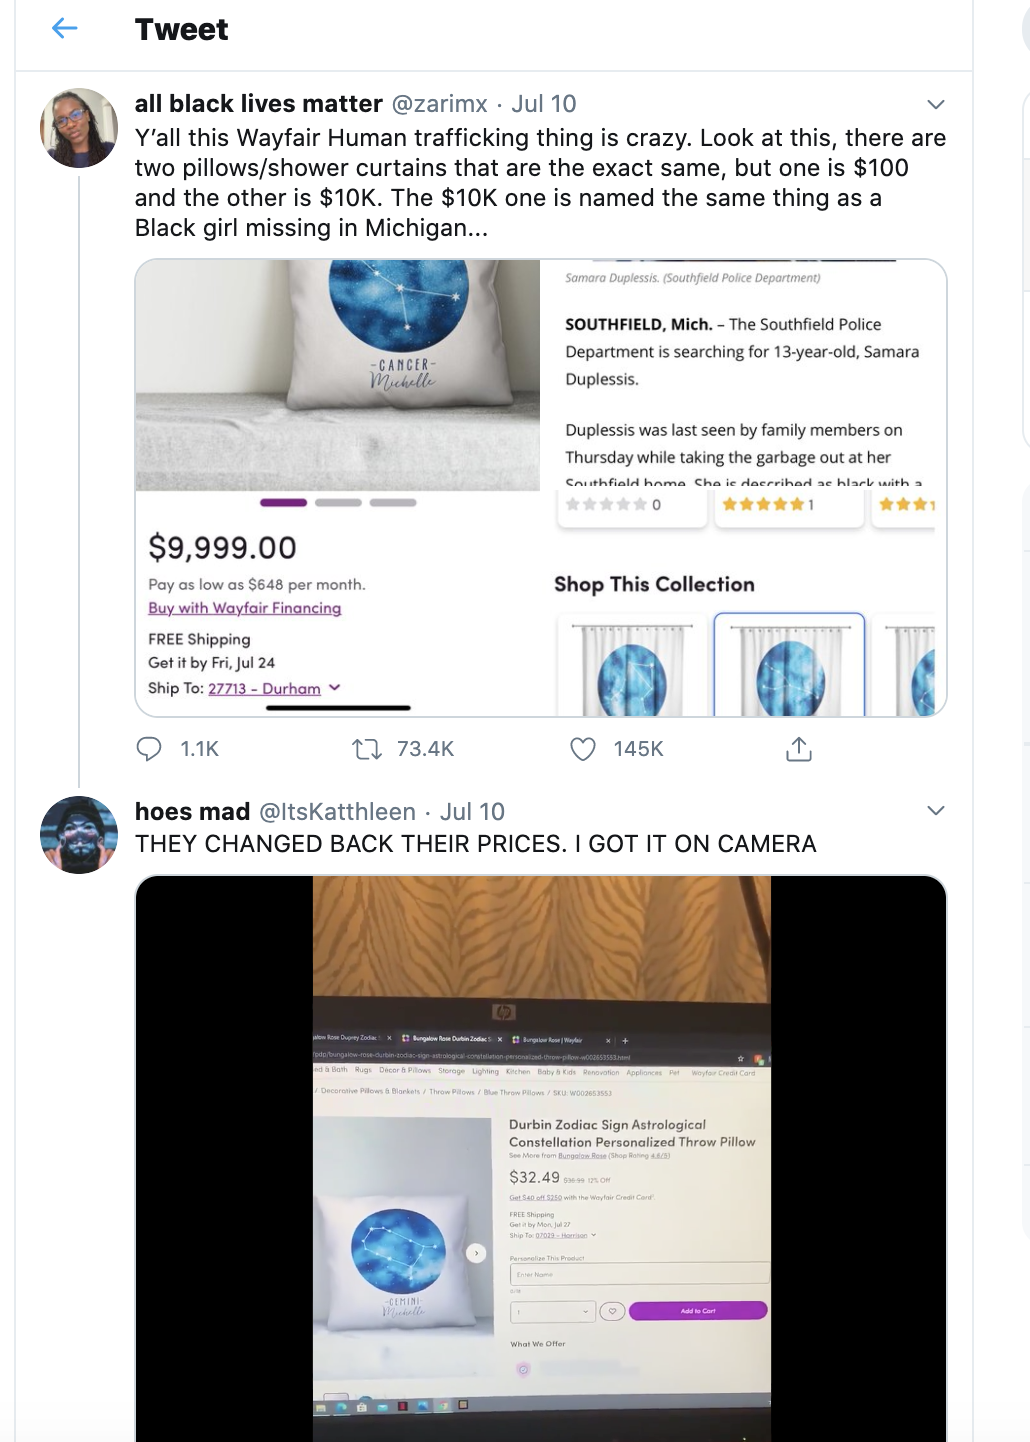 Tweet
all black lives matter @zarimx · Jul 10
Y'all this Wayfair Human trafficking thing is crazy. Look at this, there are
two pillows/shower curtains that are the exact same, but one is $100
and the other is $10K. The $10K one is named the same thing as a
Black girl missing in Michigan...
-CANCER-
Michelle
$9,999.00
Pay as low as $648 per month.
Buy with Wayfair Financing
FREE Shipping
Get it by Fri, Jul 24
Ship To: 27713 - Durham
Samara Duplessis. (Southfield Police Department)
SOUTHFIELD, Mich. – The Southfield Police
Department is searching for 13-year-old, Samara
Duplessis.
Duplessis was last seen by family members on
Thursday while taking the garbage out at her
Southfield home. She is described as black with a
0
1
Shop This Collection
1.1K 73.4K 145K
hoes mad @ItsKatthleen · Jul 10
THEY CHANGED BACK THEIR PRICES. I GOT IT ON CAMERA
hp
alow Rose Duprey Zodiac Bungalow Rose Durbin Zodiac S Bungalow Rose | Wayfair
/pdp/bungalow-rose-durbin-zodiac-sign-astrological-constellation-personalized-throw-pillow-w002653553.html
ed & Bath Rugs Décor & Pillows Storage Lighting Kitchen Baby & Kids Renovation Appliances Pet Wayfair Credit Card
/ Decorative Pillows & Blankets / Throw Pillows / Blue Throw Pillows / SKU: W002653553
Durbin Zodiac Sign Astrological
Constellation Personalized Throw Pillow
See More from Bungalow Rose (Shop Rating 4.6/5)
$32.49 $36.99 12% Off
Get $40 off $250 with the Wayfair Credit Card
FREE Shipping
Get it by Mon, Jul 27
Ship To: 07029 - Harrison
Personalize This Product
Enter Name
1
Add to Cart
What We Offer
-GEMINI-
Michelle